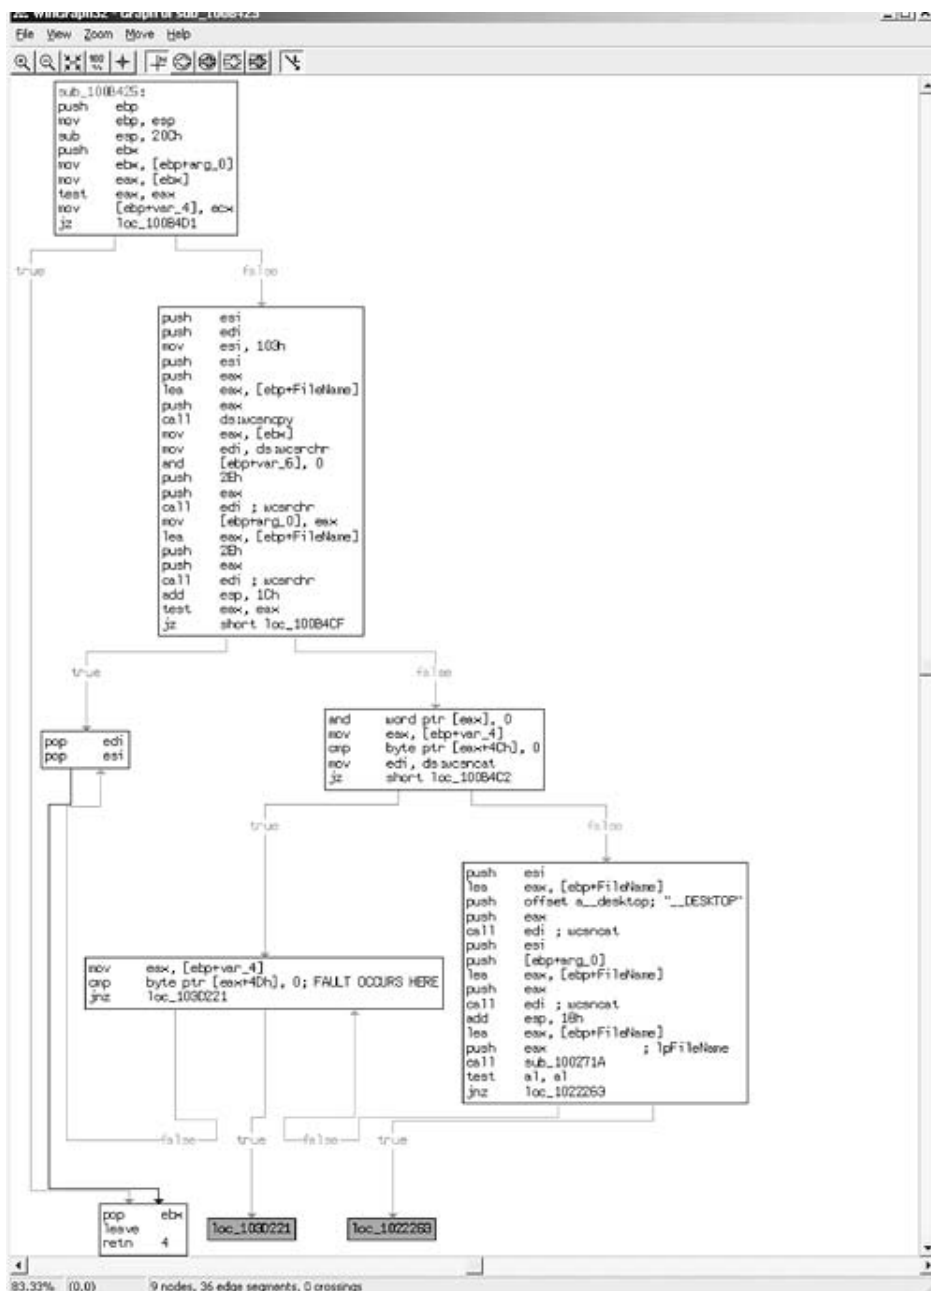 WinGraph32 - Graph of sub_100B425
File View Zoom Move Help
sub_100B425:
push ebp
mov ebp, esp
sub esp, 20Ch
push ebx
mov ebx, [ebp+arg_0]
mov eax, [ebx]
test eax, eax
mov [ebp+var_4], ecx
jz loc_100B4D1
true
false
push esi
push edi
mov esi, 103h
push esi
push eax
lea eax, [ebp+FileName]
push eax
call ds:wcsncpy
mov eax, [ebx]
mov edi, ds:wcsrchr
and [ebp+var_6], 0
push 2Eh
push eax
call edi ; wcsrchr
mov [ebp+arg_0], eax
lea eax, [ebp+FileName]
push 2Eh
push eax
call edi ; wcsrchr
add esp, 1Ch
test eax, eax
jz short loc_100B4CF
true
false
pop edi
pop esi
and word ptr [eax], 0
mov eax, [ebp+var_4]
cmp byte ptr [eax+4Ch], 0
mov edi, ds:wcsncat
jz short loc_100B4C2
true
false
push esi
lea eax, [ebp+FileName]
push offset a__desktop; "__DESKTOP"
push eax
call edi ; wcsncat
push esi
push [ebp+arg_0]
lea eax, [ebp+FileName]
push eax
call edi ; wcsncat
add esp, 18h
lea eax, [ebp+FileName]
push eax ; lpFileName
call sub_100271A
test al, al
jnz loc_1022263
mov eax, [ebp+var_4]
cmp byte ptr [eax+4Dh], 0; FAULT OCCURS HERE
jnz loc_103D221
false
true
false
true
pop ebx
leave
retn 4
loc_103D221
loc_1022263
83.33% (0,0) 9 nodes, 36 edge segments, 0 crossings